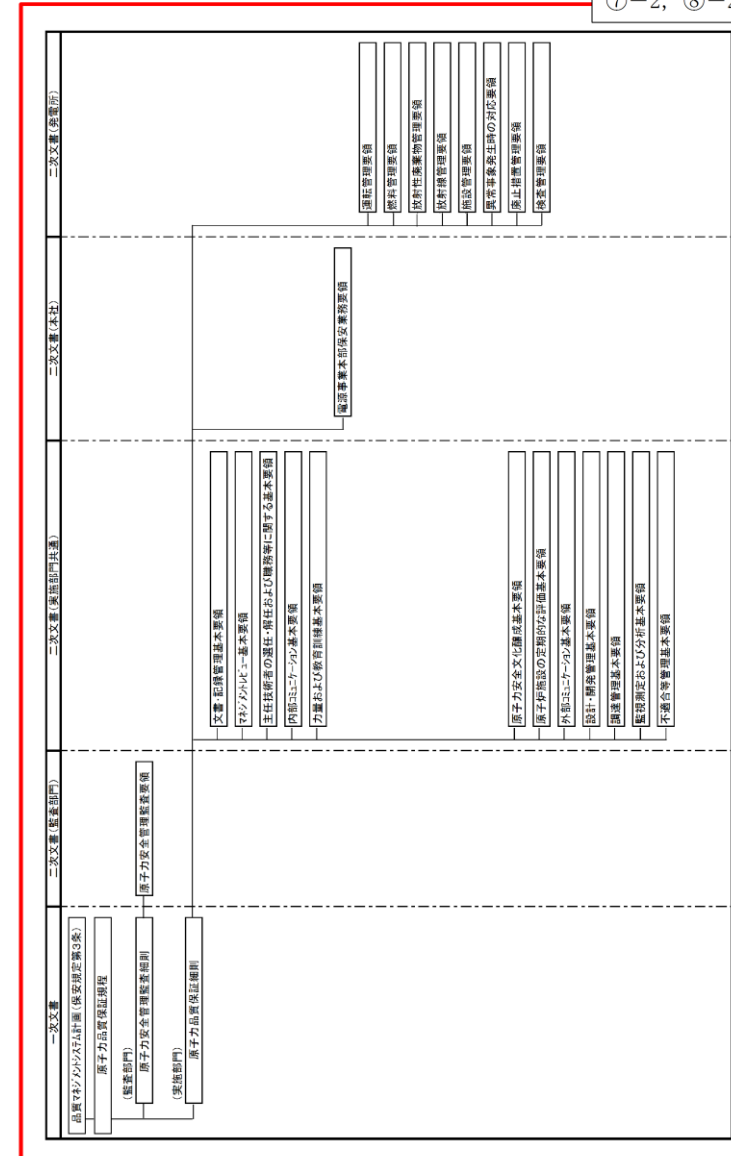 ⑦-2, ⑧-2
一次文書
二次文書(監査部門)
二次文書(実施部門共通)
二次文書(本社)
二次文書(発電所)
品質マネジメントシステム計画(保安規定第3条)
原子力品質保証規程
(監査部門)
原子力安全管理監査細則
原子力安全管理監査要領
(実施部門)
原子力品質保証細則
文書・記録管理基本要領
マネジメントレビュー基本要領
主任技術者の選任・解任および職務等に関する基本要領
内部コミュニケーション基本要領
力量および教育訓練基本要領
原子力安全文化醸成基本要領
原子炉施設の定期的な評価基本要領
外部コミュニケーション基本要領
設計・開発管理基本要領
調達管理基本要領
監視測定および分析基本要領
不適合等管理基本要領
電源事業本部保安業務要領
運転管理要領
燃料管理要領
放射性廃棄物管理要領
放射線管理要領
施設管理要領
異常事象発生時の対応要領
廃止措置管理要領
検査管理要領